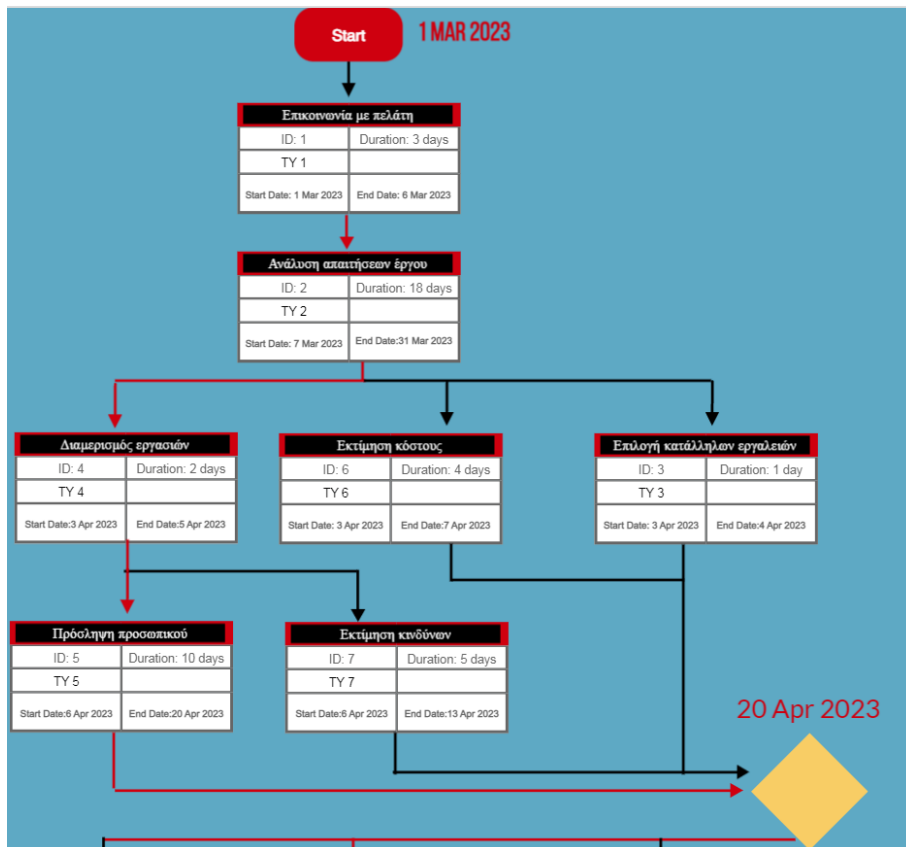 Start
1 MAR 2023
Επικοινωνία με πελάτη
ID: 1
Duration: 3 days
TY 1
Start Date: 1 Mar 2023
End Date: 6 Mar 2023
Ανάλυση απαιτήσεων έργου
ID: 2
Duration: 18 days
TY 2
Start Date: 7 Mar 2023
End Date:31 Mar 2023
Διαμερισμός εργασιών
ID: 4
Duration: 2 days
TY 4
Start Date:3 Apr 2023
End Date:5 Apr 2023
Εκτίμηση κόστους
ID: 6
Duration: 4 days
TY 6
Start Date: 3 Apr 2023
End Date:7 Apr 2023
Επιλογή κατάλληλων εργαλειών
ID: 3
Duration: 1 day
TY 3
Start Date: 3 Apr 2023
End Date:4 Apr 2023
Πρόσληψη προσωπικού
ID: 5
Duration: 10 days
TY 5
Start Date:6 Apr 2023
End Date:20 Apr 2023
Εκτίμηση κινδύνων
ID: 7
Duration: 5 days
TY 7
Start Date:6 Apr 2023
End Date:13 Apr 2023
20 Apr 2023